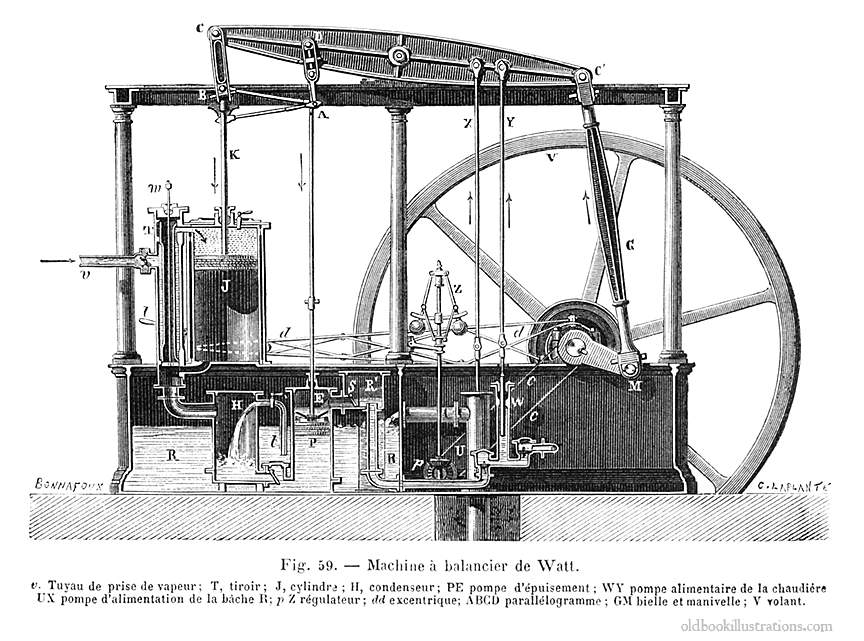 C
D
C'
B
A
X
Y
K
V
m
T
A
G
v
J
Z
l
d
d
M
C
E
S
R'
H
W
C
t
P
R
R
U
p
BONNAFOUX
C. LAPLANTE
Fig. 59. — Machine à balancier de Watt.
v. Tuyau de prise de vapeur; T, tiroir; J, cylindre; H, condenseur; PE pompe d'épuisement; WY pompe alimentaire de la chaudière
UX pompe d'alimentation de la bâche R; p Z régulateur; dd excentrique; ABCD parallélogramme; GM bielle et manivelle; V volant.
oldbookillustrations.com